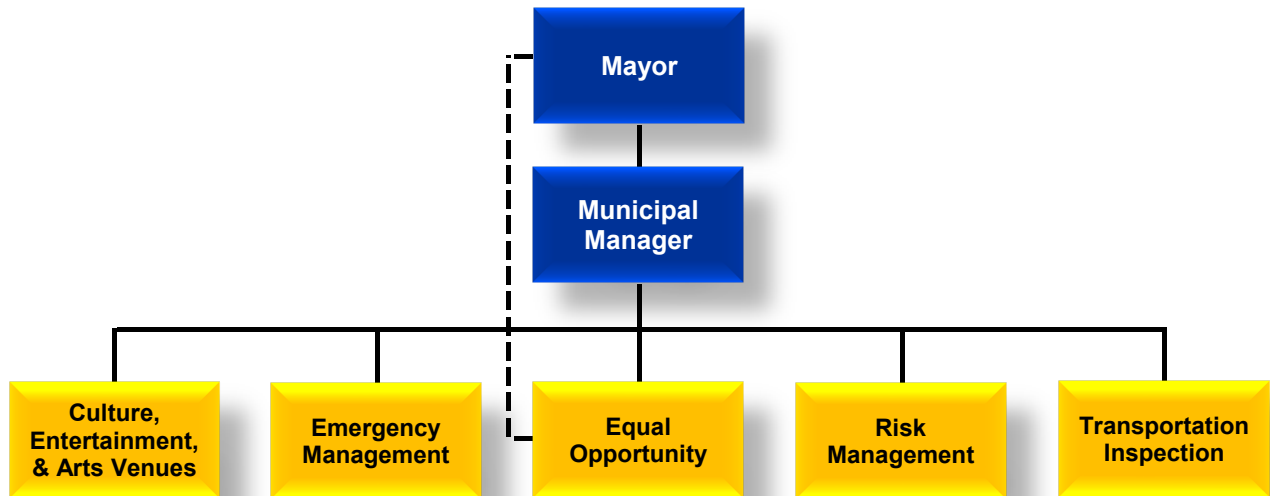 Mayor
Municipal
Manager
Culture,
Entertainment,
& Arts Venues
Emergency
Management
Equal
Opportunity
Risk
Management
Transportation
Inspection